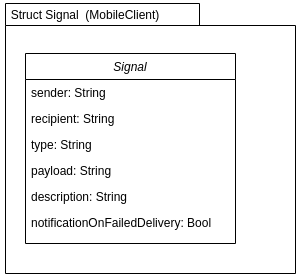 Struct Signal (MobileClient)
Signal
sender: String
recipient: String
type: String
payload: String
description: String
notificationOnFailedDelivery: Bool